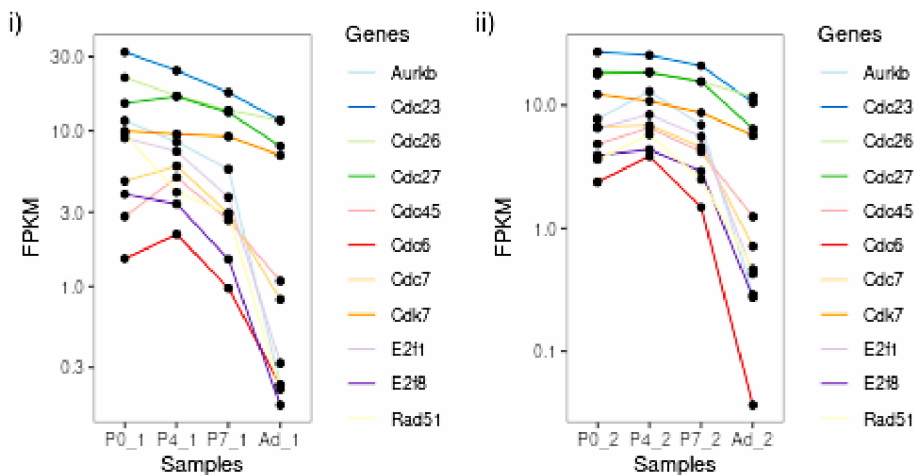 i)
FPKM
30.0
10.0
3.0
1.0
0.3
P0_1 P4_1 P7_1 Ad_1
Samples
Genes
Aurkb
Cdc23
Cdc26
Cdc27
Cdc45
Cdc6
Cdc7
Cdk7
E2f1
E2f8
Rad51
ii)
FPKM
10.0
1.0
0.1
P0_2 P4_2 P7_2 Ad_2
Samples
Genes
Aurkb
Cdc23
Cdc26
Cdc27
Cdc45
Cdc6
Cdc7
Cdk7
E2f1
E2f8
Rad51